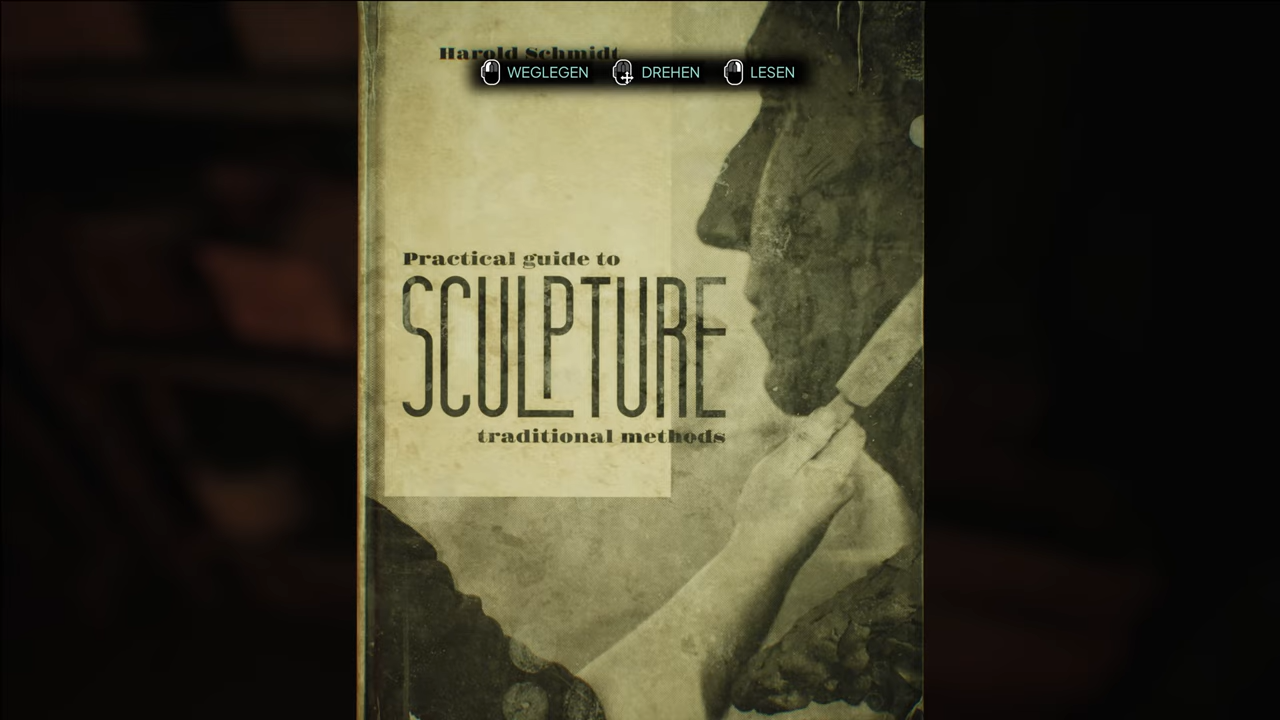 Harold Schmidt
WEGLEGEN DREHEN LESEN
Practical guide to
SCULPTURE
traditional methods